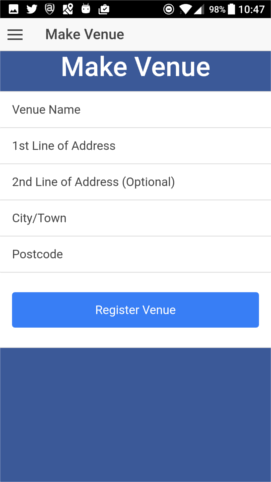 98% 10:47
Make Venue
Make Venue
Venue Name
1st Line of Address
2nd Line of Address (Optional)
City/Town
Postcode
Register Venue